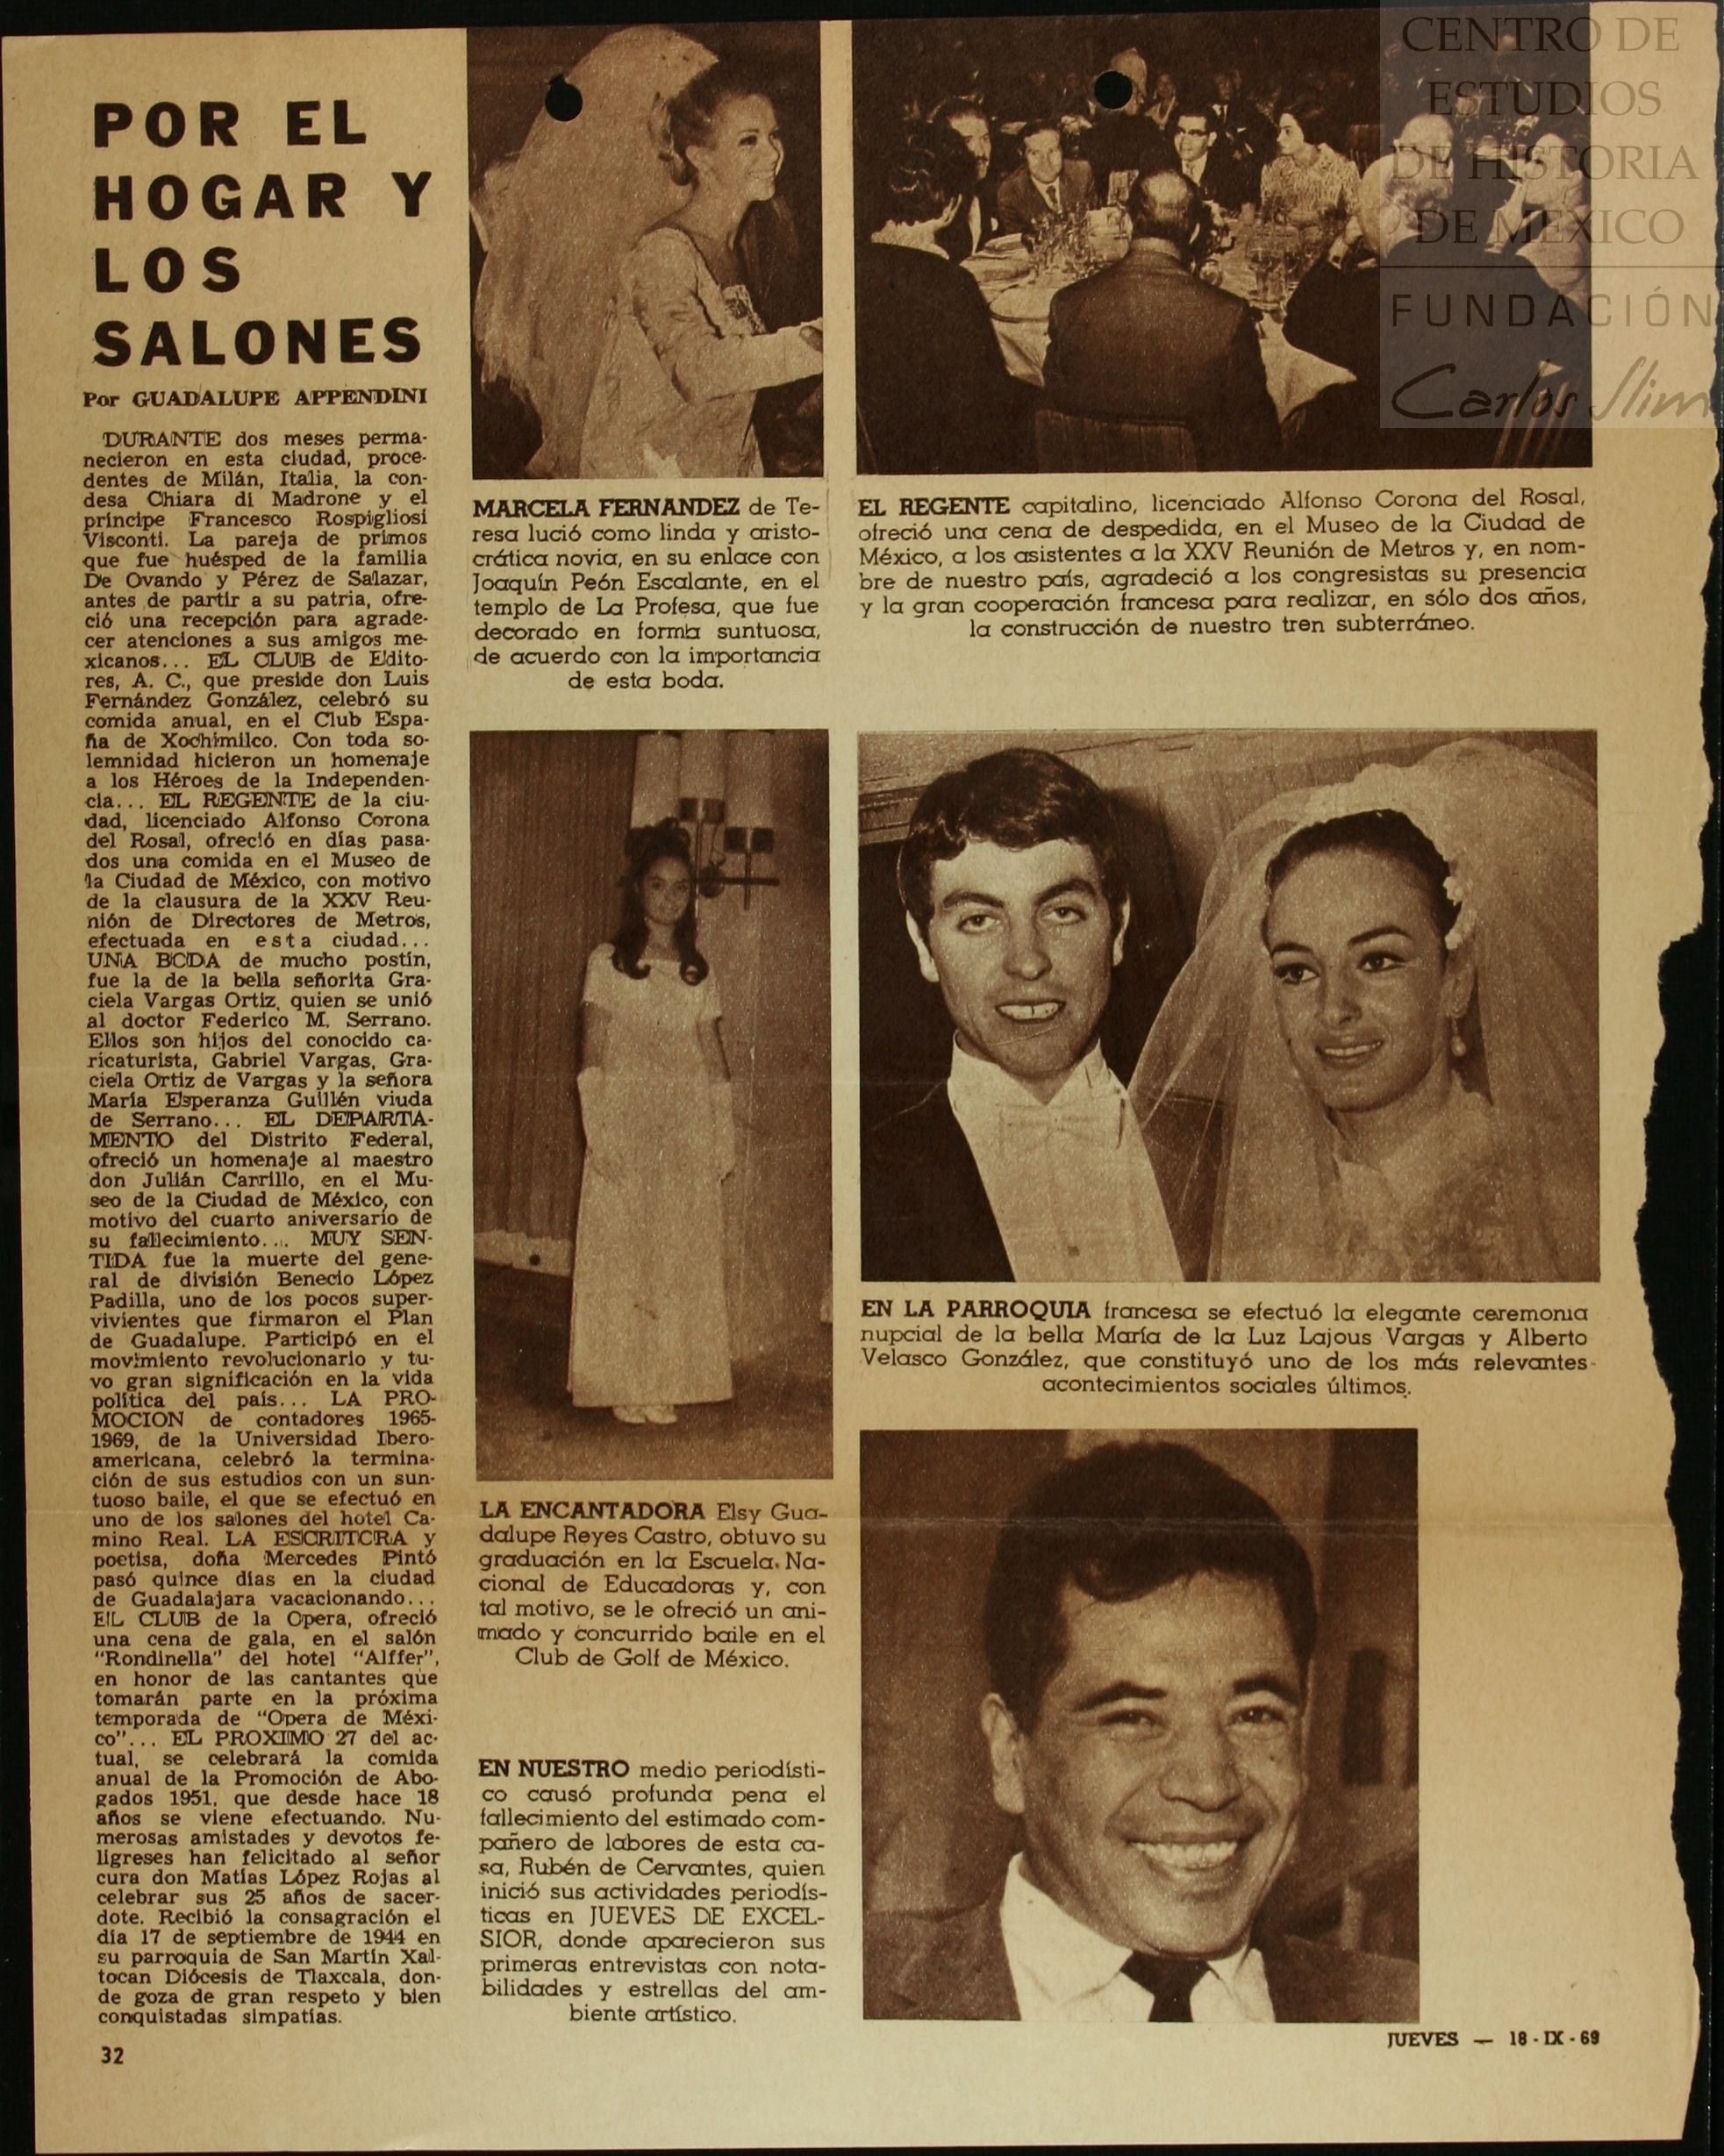 POR EL
HOGAR Y
LOS
SALONES
Por GUADALUPE APPENDINI
DURANTE dos meses perma-
necieron en esta ciudad, proce-
dentes de Milán, Italia, la con-
desa Chiara di Madrone y el
príncipe Francesco Rospigliosi
Visconti. La pareja de primos
que fue huésped de la familia
De Ovando y Pérez de Salazar,
antes de partir a su patria, ofre-
ció una recepción para agrade-
cer atenciones a sus amigos me-
xicanos... EL CLUB de Edito-
res, A. C., que preside don Luis
Fernández González, celebró su
comida anual, en el Club Espa-
ña de Xochimilco. Con toda so-
lemnidad hicieron un homenaje
a los Héroes de la Independen-
cia... EL REGENTE de la ciu-
dad, licenciado Alfonso Corona
del Rosal, ofreció en días pasa-
dos una comida en el Museo de
la Ciudad de México, con motivo
de la clausura de la XXV Reu-
nión de Directores de Metros,
efectuada en esta ciudad...
UNA BODA de mucho postín,
fue la de la bella señorita Gra-
ciela Vargas Ortiz, quien se unió
al doctor Federico M. Serrano.
Ellos son hijos del conocido ca-
ricaturista, Gabriel Vargas, Gra-
ciela Ortiz de Vargas y la señora
María Esperanza Guillén viuda
de Serrano... EL DEPARTA-
MENTO del Distrito Federal,
ofreció un homenaje al maestro
don Julián Carrillo, en el Mu-
seo de la Ciudad de México, con
motivo del cuarto aniversario de
su fallecimiento... MUY SEN-
TIDA fue la muerte del gene-
ral de división Benecio López
Padilla, uno de los pocos super-
vivientes que firmaron el Plan
de Guadalupe. Participó en el
movimiento revolucionario y tu-
vo gran significación en la vida
política del país... LA PRO-
MOCION de contadores 1965-
1969, de la Universidad Ibero-
americana, celebró la termina-
ción de sus estudios con un sun-
tuoso baile, el que se efectuó en
uno de los salones del hotel Ca-
mino Real. LA ESCRITORA y
poetisa, doña Mercedes Pintó
pasó quince días en la ciudad
de Guadalajara vacacionando...
EL CLUB de la Opera, ofreció
una cena de gala, en el salón
"Rondinella" del hotel "Alffer",
en honor de las cantantes que
tomarán parte en la próxima
temporada de "Opera de Méxi-
co"... EL PROXIMO 27 del ac-
tual, se celebrará la comida
anual de la Promoción de Abo-
gados 1951, que desde hace 18
años se viene efectuando. Nu-
merosas amistades y devotos fe-
ligreses han felicitado al señor
cura don Matías López Rojas al
celebrar sus 25 años de sacer-
dote. Recibió la consagración el
día 17 de septiembre de 1944 en
su parroquia de San Martín Xal-
tocan Diócesis de Tlaxcala, don-
de goza de gran respeto y bien
conquistadas simpatías.
32
MARCELA FERNANDEZ de Te-
resa lució como linda y aristo-
crática novia, en su enlace con
Joaquín Peón Escalante, en el
templo de La Profesa, que fue
decorado en forma suntuosa,
de acuerdo con la importancia
de esta boda.
EL REGENTE capitalino, licenciado Alfonso Corona del Rosal,
ofreció una cena de despedida, en el Museo de la Ciudad de
México, a los asistentes a la XXV Reunión de Metros y, en nom-
bre de nuestro país, agradeció a los congresistas su presencia
y la gran cooperación francesa para realizar, en sólo dos años,
la construcción de nuestro tren subterráneo.
LA ENCANTADORA Elsy Gua-
dalupe Reyes Castro, obtuvo su
graduación en la Escuela Na-
cional de Educadoras y, con
tal motivo, se le ofreció un ani-
mado y concurrido baile en el
Club de Golf de México.
EN LA PARROQUIA francesa se efectuó la elegante ceremonia
nupcial de la bella María de la Luz Lajous Vargas y Alberto
Velasco González, que constituyó uno de los más relevantes
acontecimientos sociales últimos.
EN NUESTRO medio periodísti-
co causó profunda pena el
fallecimiento del estimado com-
pañero de labores de esta ca-
sa, Rubén de Cervantes, quien
inició sus actividades periodís-
ticas en JUEVES DE EXCEL-
SIOR, donde aparecieron sus
primeras entrevistas con nota-
bilidades y estrellas del am-
biente artístico.
JUEVES — 18 - IX - 69
CENTRO DE
ESTUDIOS
DE HISTORIA
DE MEXICO
FUNDACIÓN
Carlos Slim